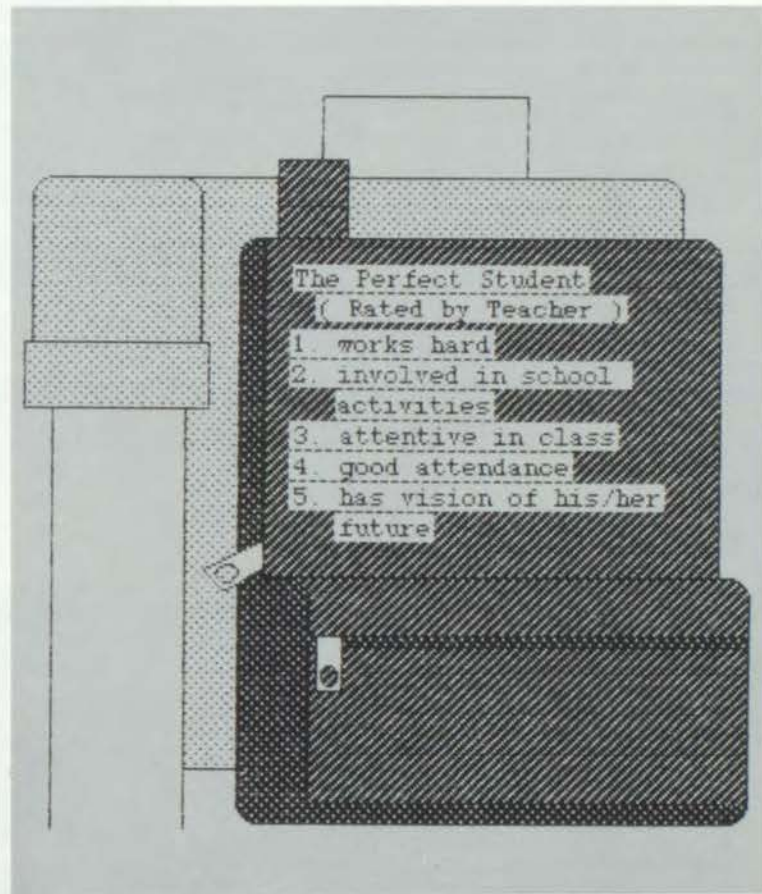 The Perfect Student
( Rated by Teacher )
1. works hard
2. involved in school
activities
3. attentive in class
4. good attendance
5. has vision of his/her
future